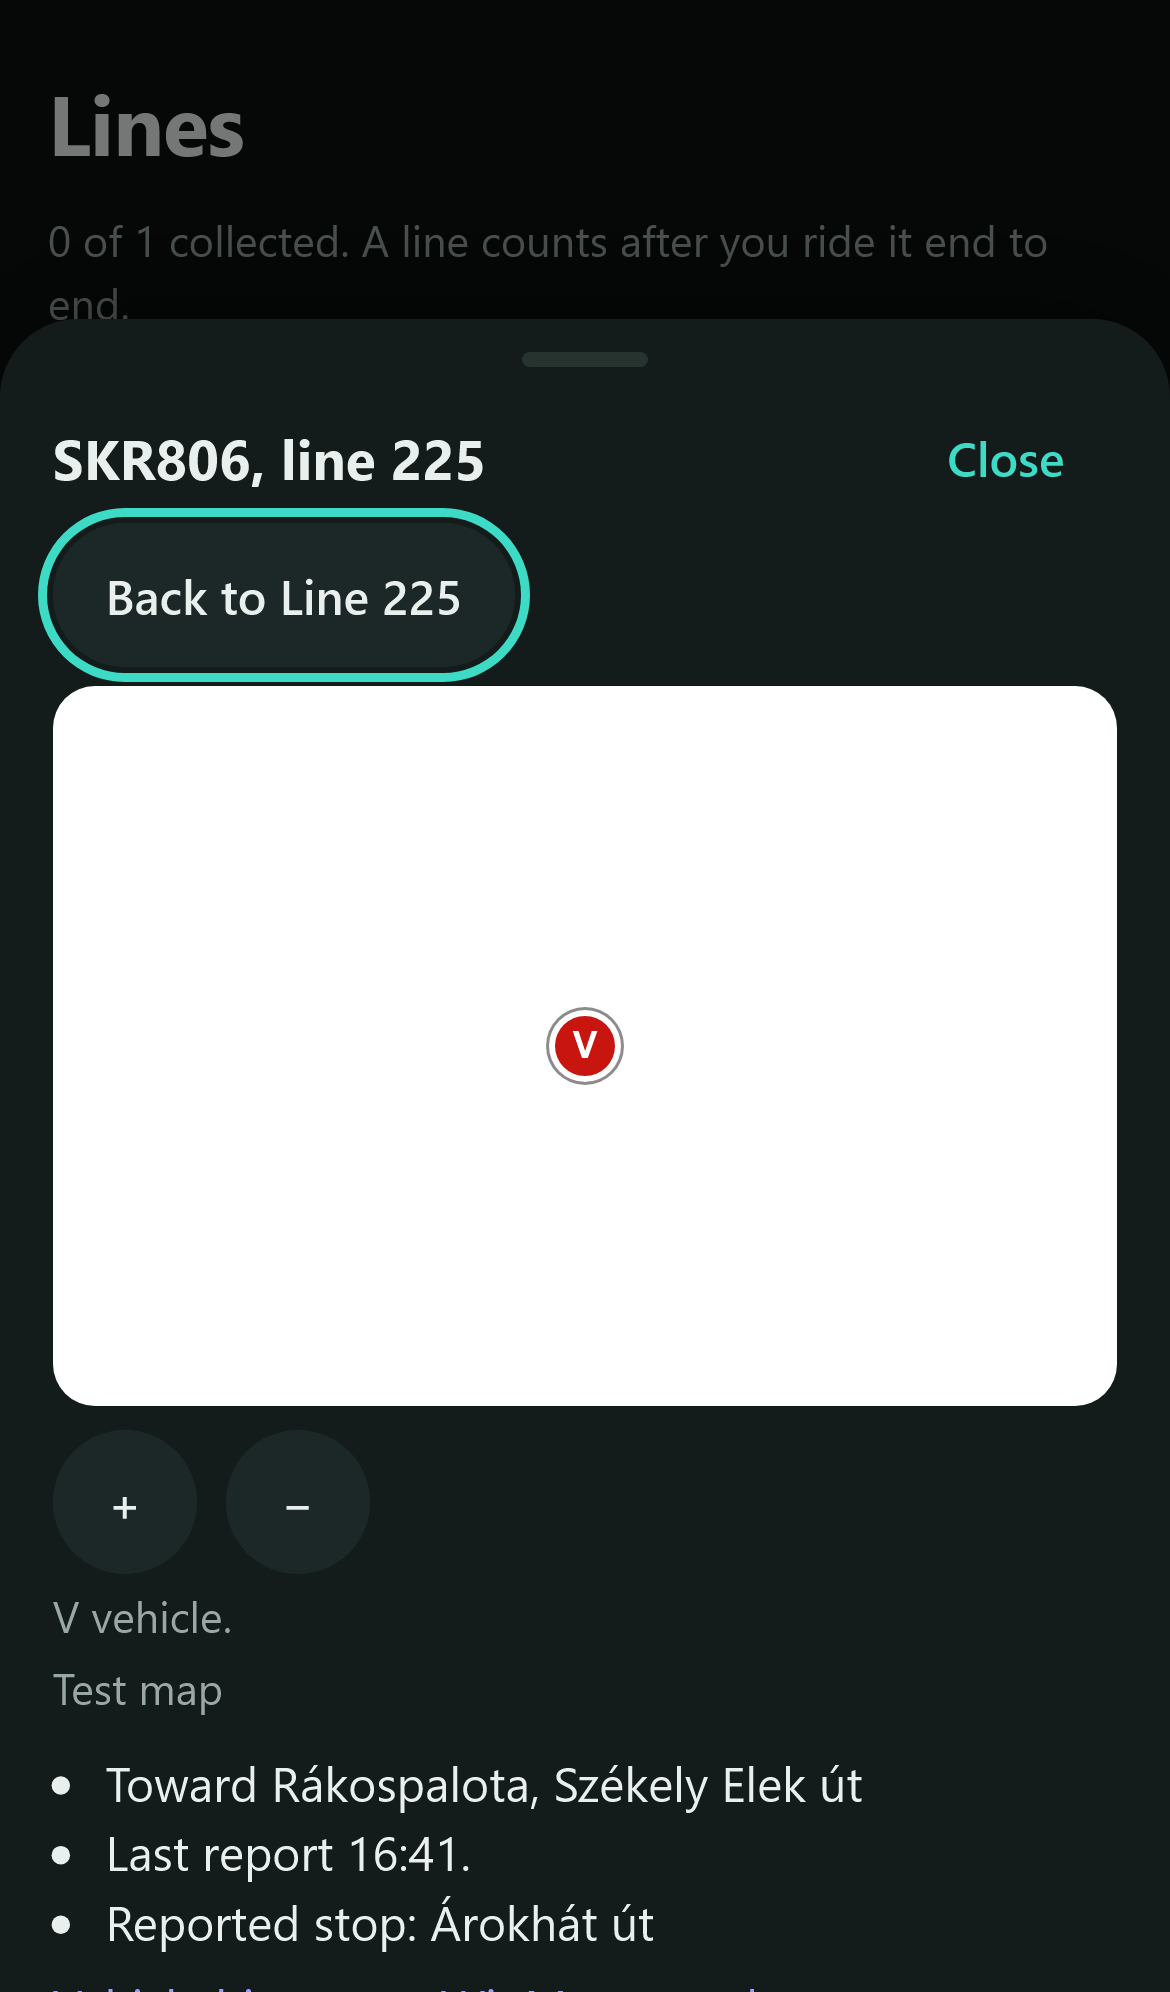 Lines
0 of 1 collected. A line counts after you ride it end to
end.
SKR806, line 225
Close
Back to Line 225
V
+
−
V vehicle.
Test map
Toward Rákospalota, Székely Elek út
Last report 16:41.
Reported stop: Árokhát út